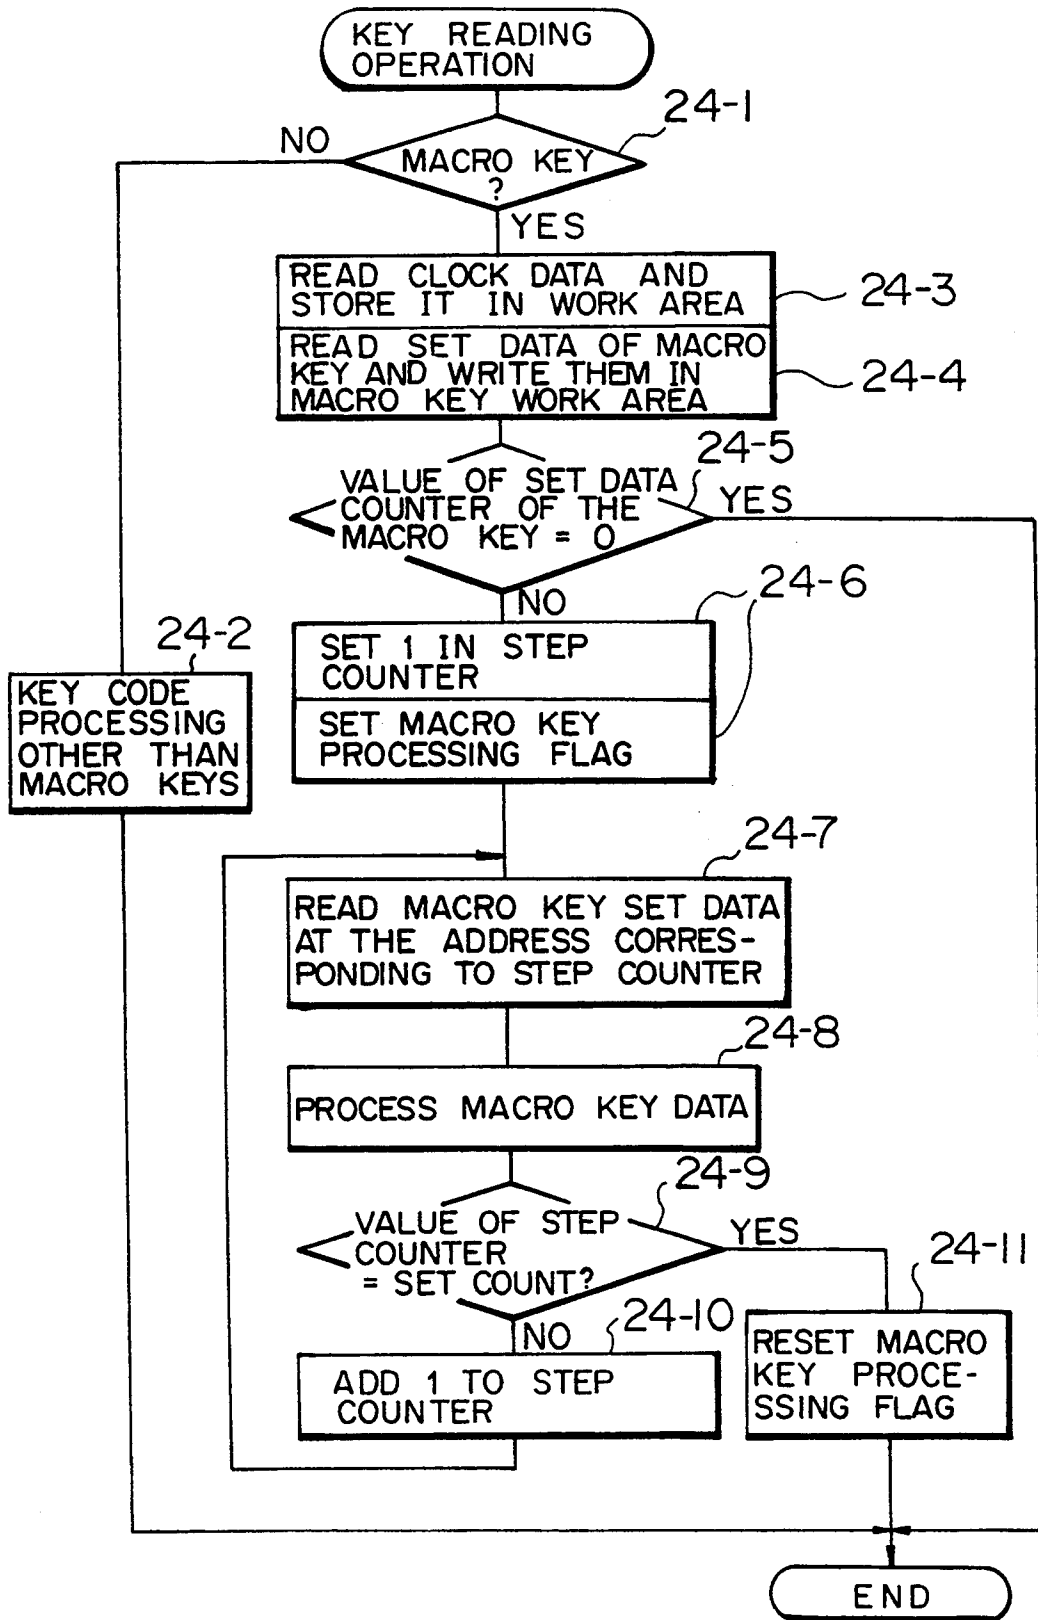 KEY READING
OPERATION
24-1
NO
MACRO KEY
?
YES
READ CLOCK DATA AND
STORE IT IN WORK AREA
24-3
READ SET DATA OF MACRO
KEY AND WRITE THEM IN
MACRO KEY WORK AREA
24-4
24-5
VALUE OF SET DATA
COUNTER OF THE
MACRO KEY = 0
YES
NO
24-6
24-2
SET 1 IN STEP
COUNTER
KEY CODE
PROCESSING
OTHER THAN
MACRO KEYS
SET MACRO KEY
PROCESSING FLAG
24-7
READ MACRO KEY SET DATA
AT THE ADDRESS CORRES-
PONDING TO STEP COUNTER
24-8
PROCESS MACRO KEY DATA
24-9
VALUE OF STEP
COUNTER
= SET COUNT?
YES
24-11
NO
24-10
ADD 1 TO STEP
COUNTER
RESET MACRO
KEY PROCE-
SSING FLAG
END